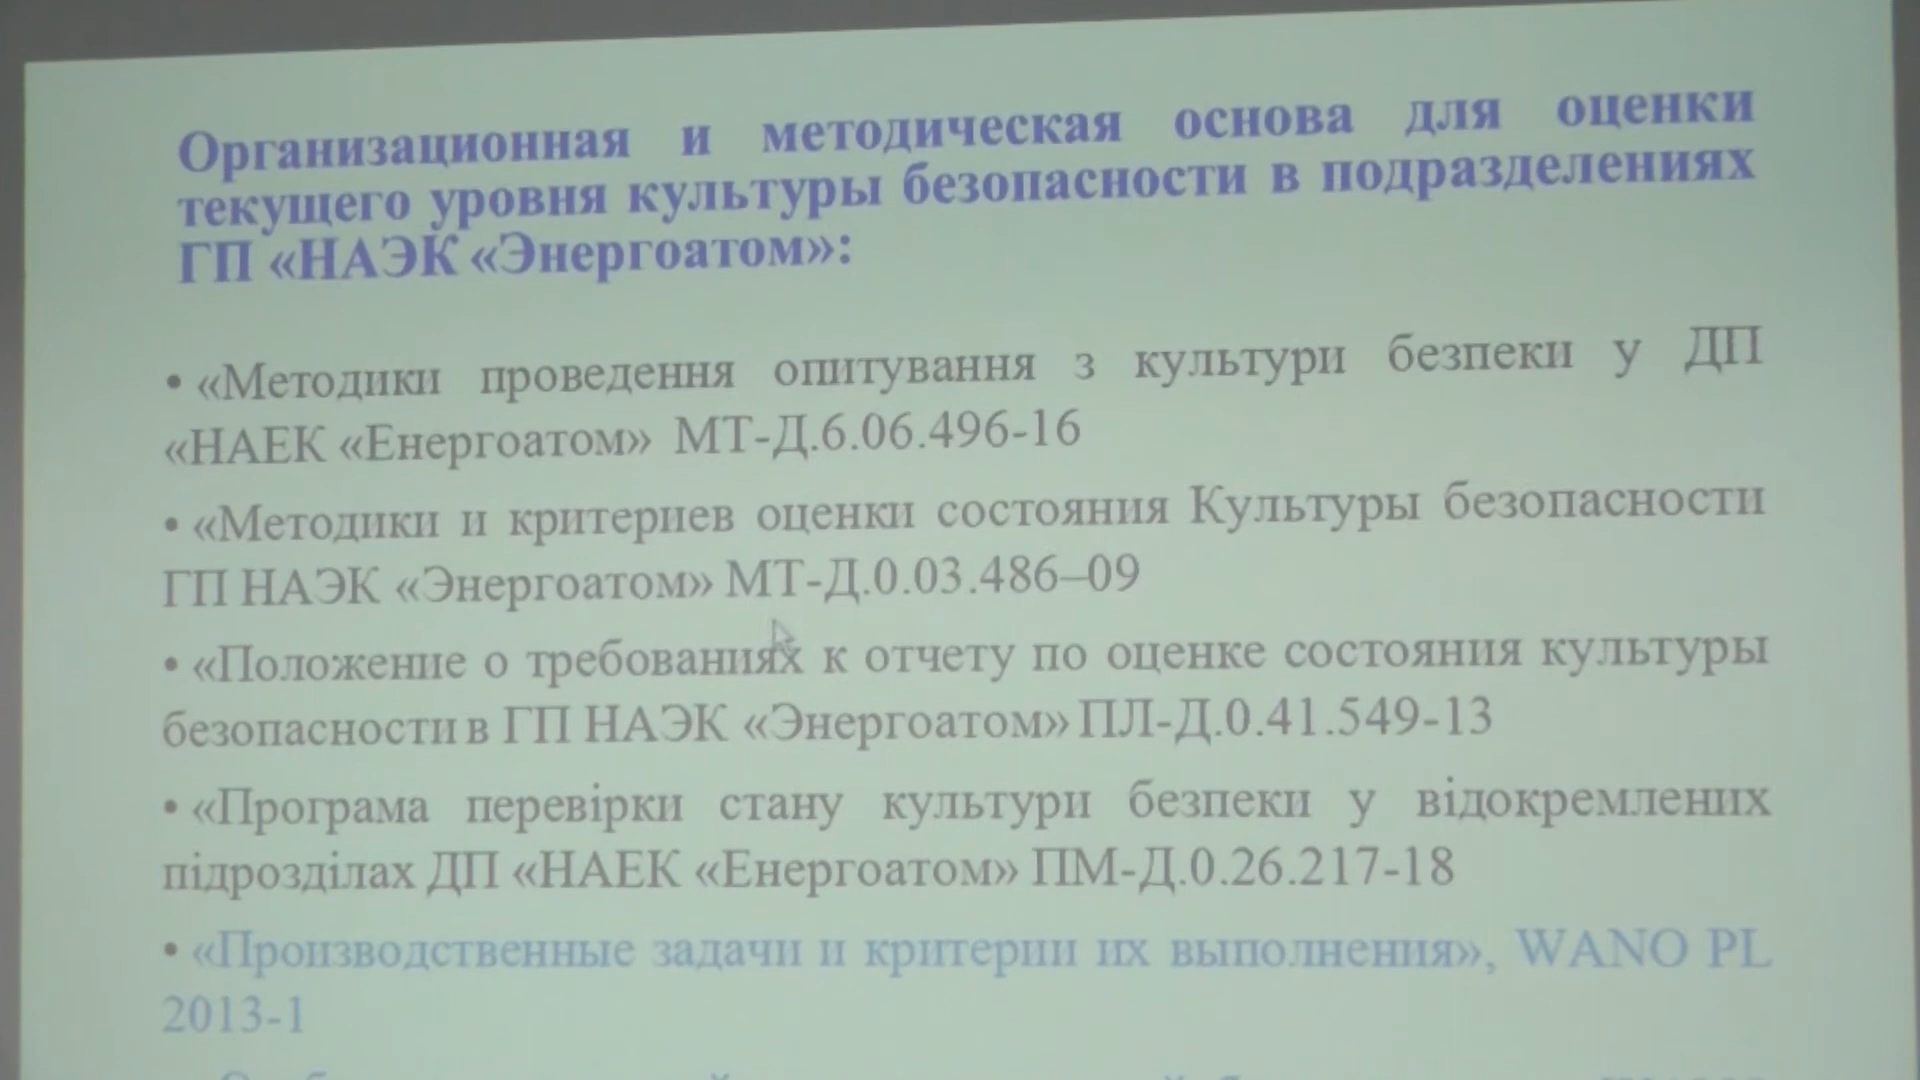 Организационная и методическая основа для оценки
текущего уровня культуры безопасности в подразделениях
ГП «НАЭК «Энергоатом»:
• «Методики проведення опитування з культури безпеки у ДП
«НАЕК «Енергоатом» МТ-Д.6.06.496-16
• «Методики и критериев оценки состояния Культуры безопасности
ГП НАЭК «Энергоатом» МТ-Д.0.03.486–09
• «Положение о требованиях к отчету по оценке состояния культуры
безопасности в ГП НАЭК «Энергоатом» ПЛ-Д.0.41.549-13
• «Програма перевірки стану культури безпеки у відокремлених
підрозділах ДП «НАЕК «Енергоатом» ПМ-Д.0.26.217-18
• «Производственные задачи и критерии их выполнения», WANO PL
2013-1